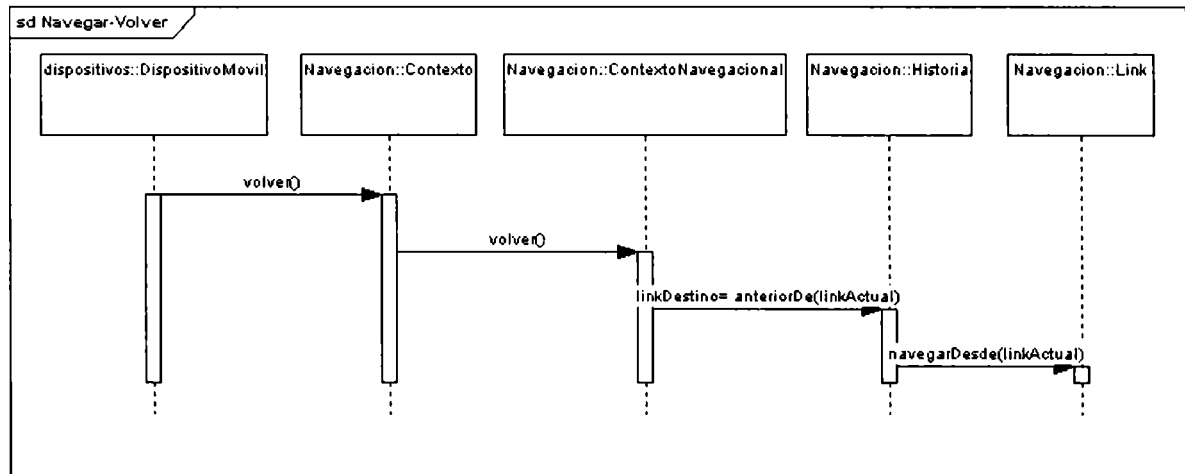 sd Navegar-Volver
dispositivos::DispositivoMovil
Navegacion::Contexto
Navegacion::ContextoNavegacional
Navegacion::Historia
Navegacion::Link
volver()
volver()
linkDestino= anteriorDe(linkActual)
navegarDesde(linkActual)